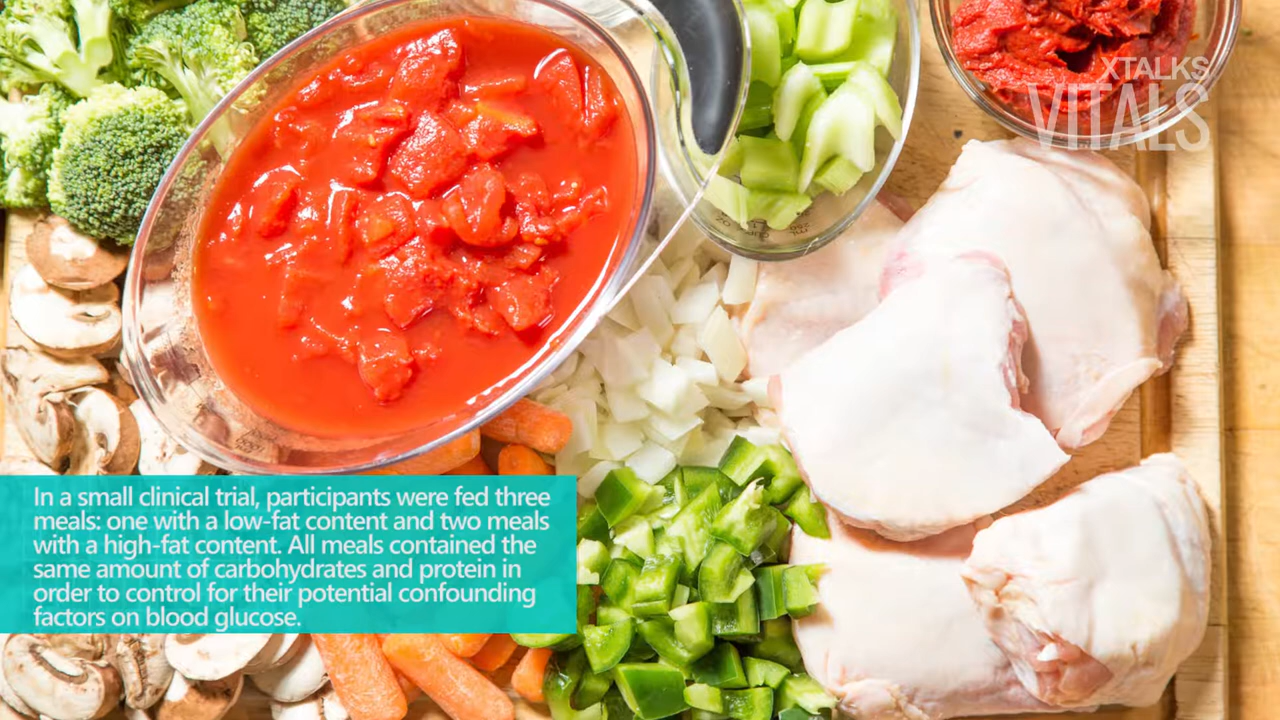 XTALKS
VITALS
In a small clinical trial, participants were fed three
meals: one with a low-fat content and two meals
with a high-fat content. All meals contained the
same amount of carbohydrates and protein in
order to control for their potential confounding
factors on blood glucose.